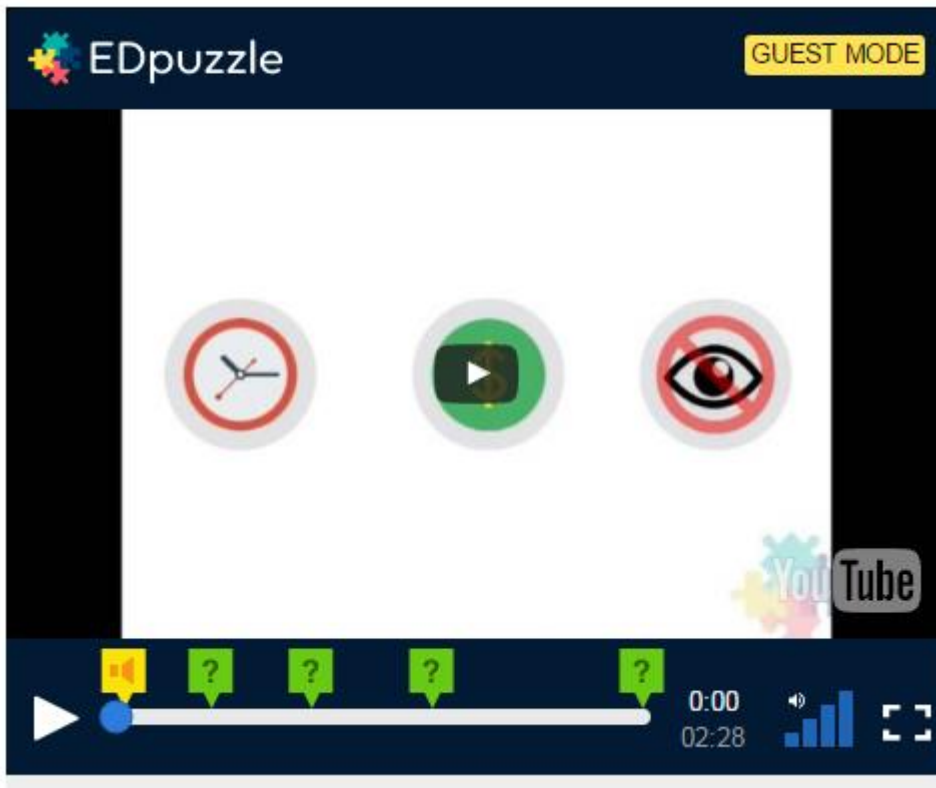 EDpuzzle
GUEST MODE
$
YouTube
? ? ? ?
0:00
02:28